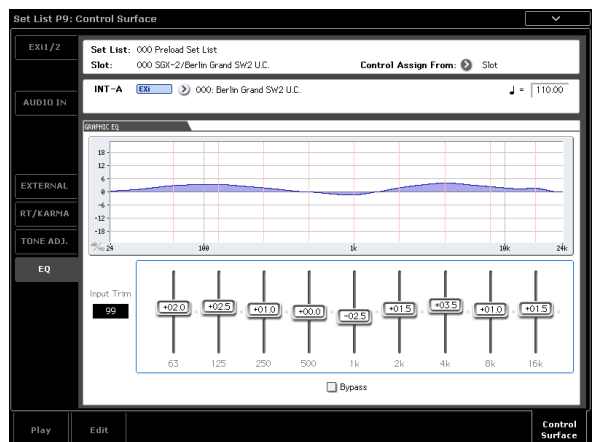 Set List P9: Control Surface
EXi1/2
Set List: 000 Preload Set List
Slot: 000 SGX-2/Berlin Grand SW2 U.C. Control Assign From: Slot
AUDIO IN
INT-A EXi 000: Berlin Grand SW2 U.C. ♩ = 110.00
GRAPHIC EQ
18
12
6
0
-6
-12
-18
dB/Hz 24 100 1k 10k 24k
EXTERNAL
RT/KARMA
TONE ADJ.
EQ
Input Trim
99
+02.0 +02.5 +01.0 +00.0 -02.5 +01.5 +03.5 +01.0 +01.5
63 125 250 500 1k 2k 4k 8k 16k
Bypass
Play Edit Control Surface